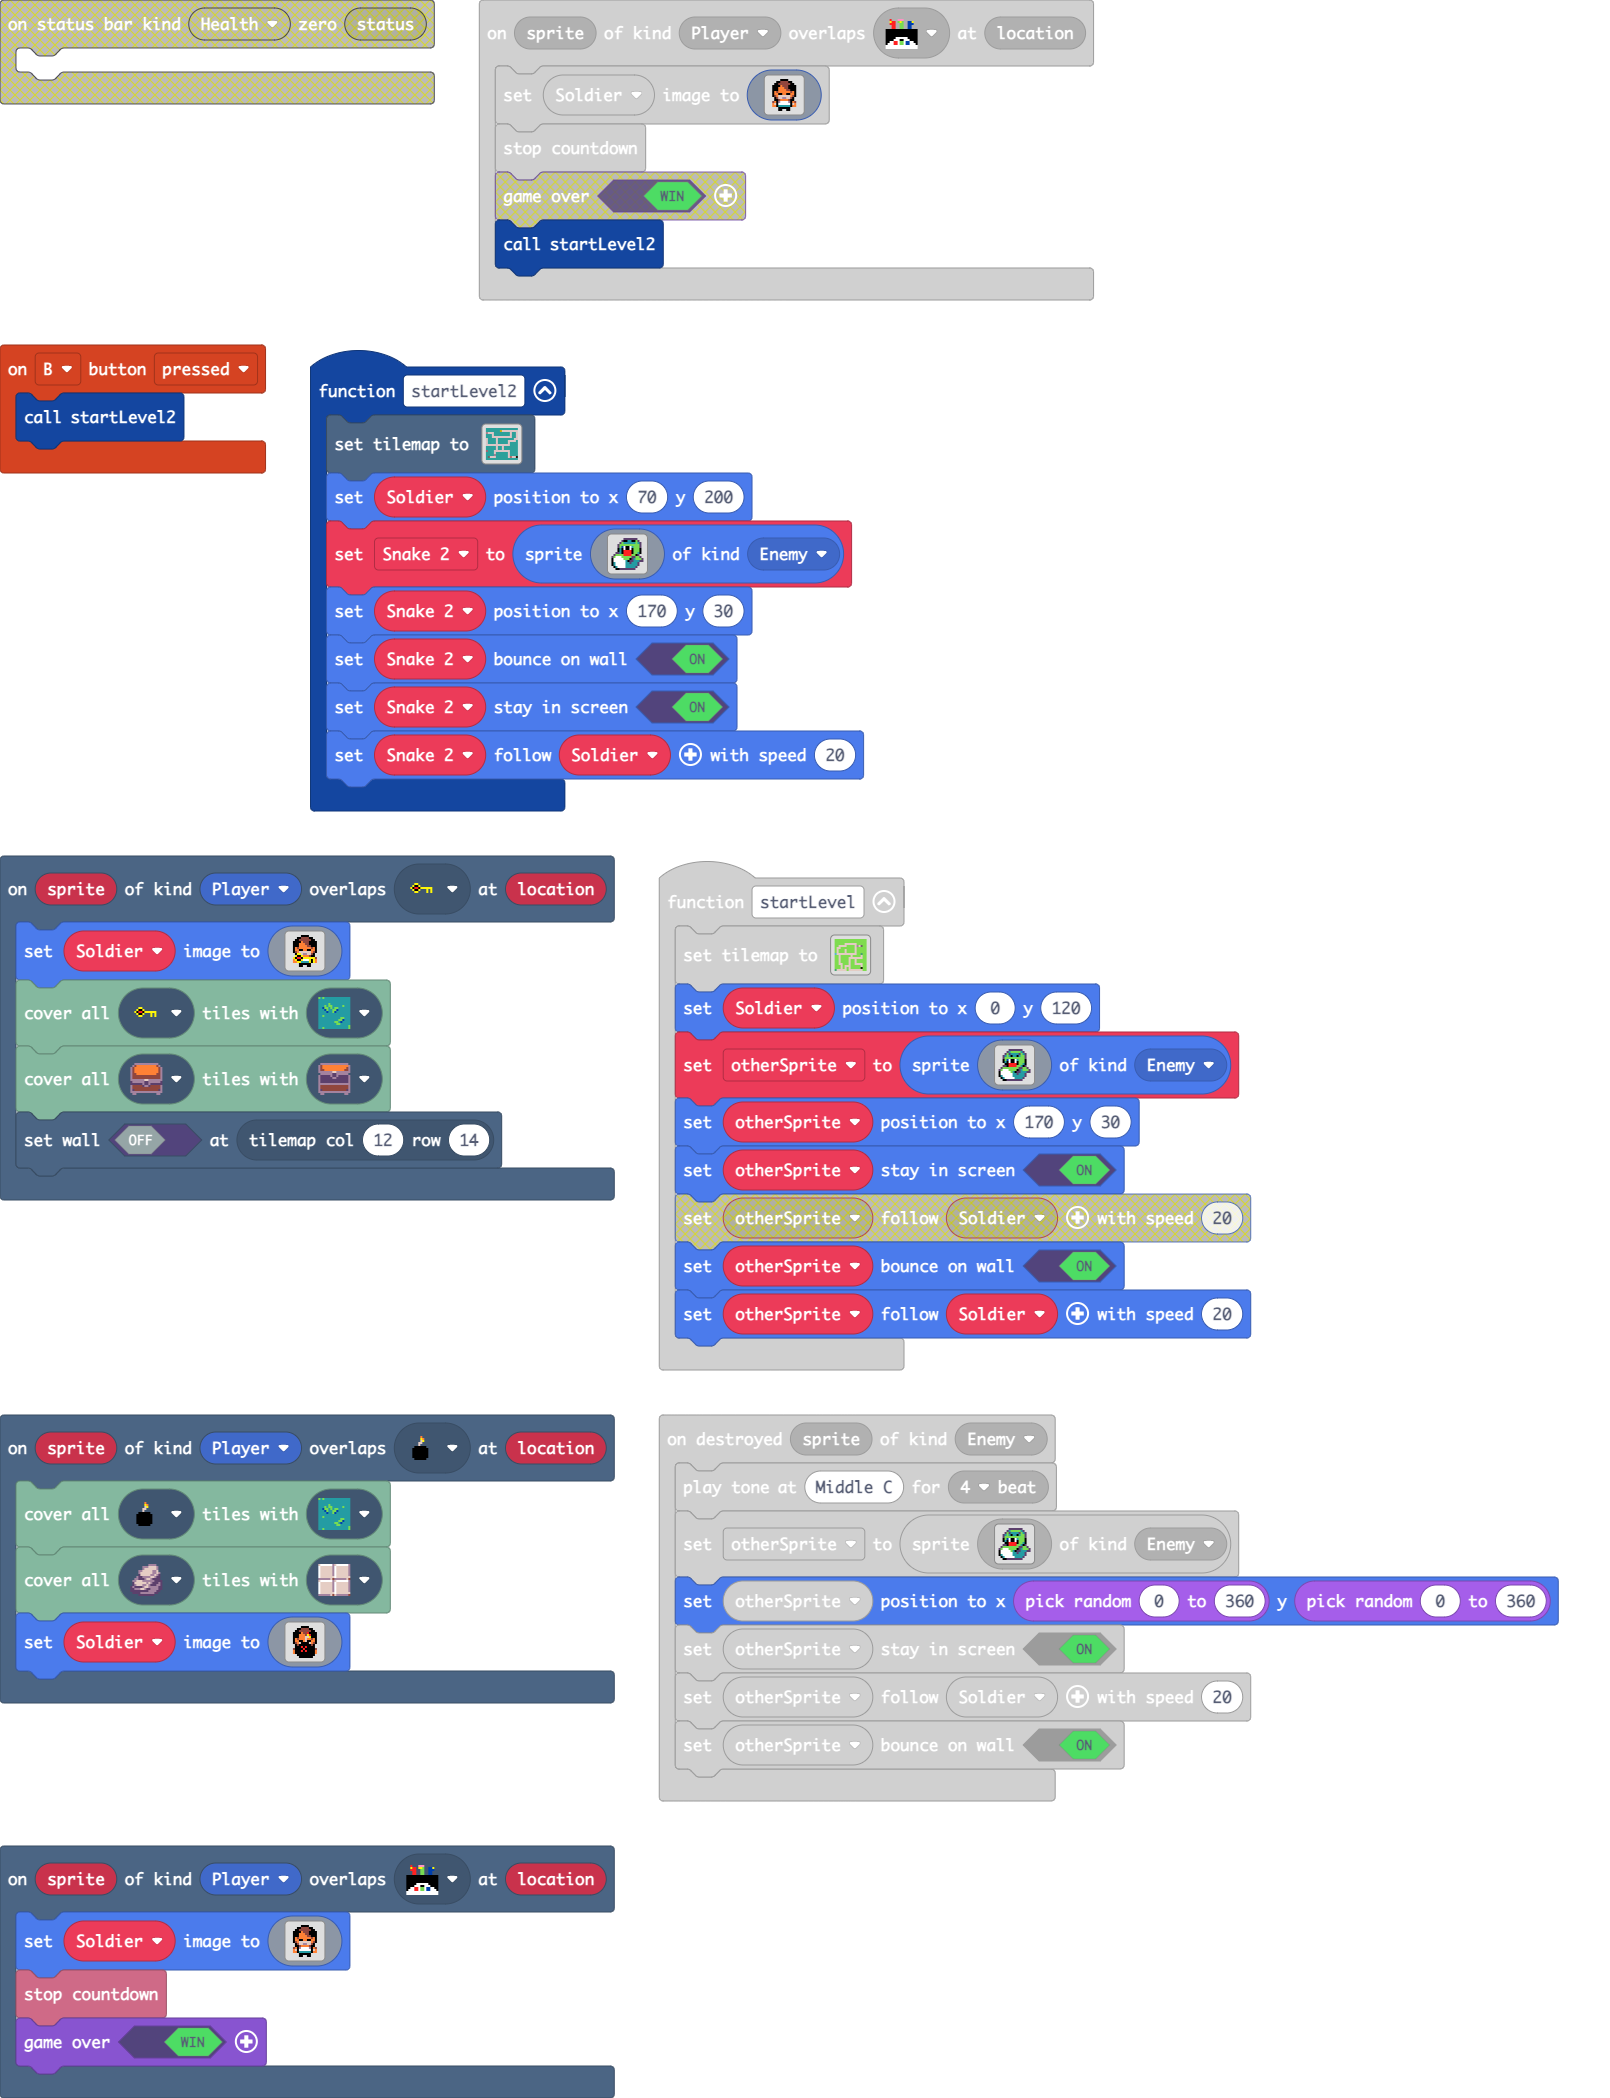 on status bar kind Health zero status
on sprite of kind Player overlaps at location
set Soldier image to
stop countdown
game over WIN
call startLevel2
on B button pressed
call startLevel2
function startLevel2
set tilemap to
set Soldier position to x 70 y 200
set Snake 2 to sprite of kind Enemy
set Snake 2 position to x 170 y 30
set Snake 2 bounce on wall ON
set Snake 2 stay in screen ON
set Snake 2 follow Soldier with speed 20
on sprite of kind Player overlaps at location
set Soldier image to
cover all tiles with
cover all tiles with
set wall OFF at tilemap col 12 row 14
function startLevel
set tilemap to
set Soldier position to x 0 y 120
set otherSprite to sprite of kind Enemy
set otherSprite position to x 170 y 30
set otherSprite stay in screen ON
set otherSprite follow Soldier with speed 20
set otherSprite bounce on wall ON
set otherSprite follow Soldier with speed 20
on sprite of kind Player overlaps at location
cover all tiles with
cover all tiles with
set Soldier image to
on destroyed sprite of kind Enemy
play tone at Middle C for 4 beat
set otherSprite to sprite of kind Enemy
set otherSprite position to x pick random 0 to 360 y pick random 0 to 360
set otherSprite stay in screen ON
set otherSprite follow Soldier with speed 20
set otherSprite bounce on wall ON
on sprite of kind Player overlaps at location
set Soldier image to
stop countdown
game over WIN